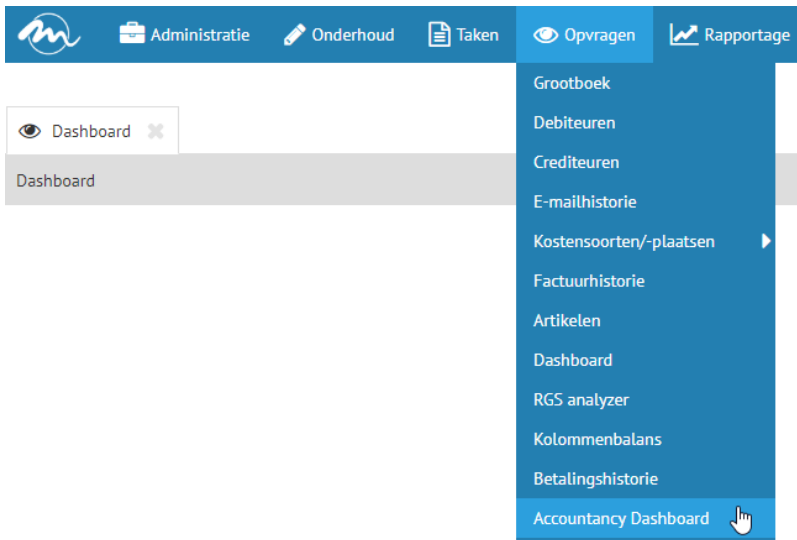 Administratie Onderhoud Taken Opvragen Rapportage
Grootboek
Dashboard
Debiteuren
Dashboard
Crediteuren
E-mailhistorie
Kostensoorten/-plaatsen
Factuurhistorie
Artikelen
Dashboard
RGS analyzer
Kolommenbalans
Betalingshistorie
Accountancy Dashboard